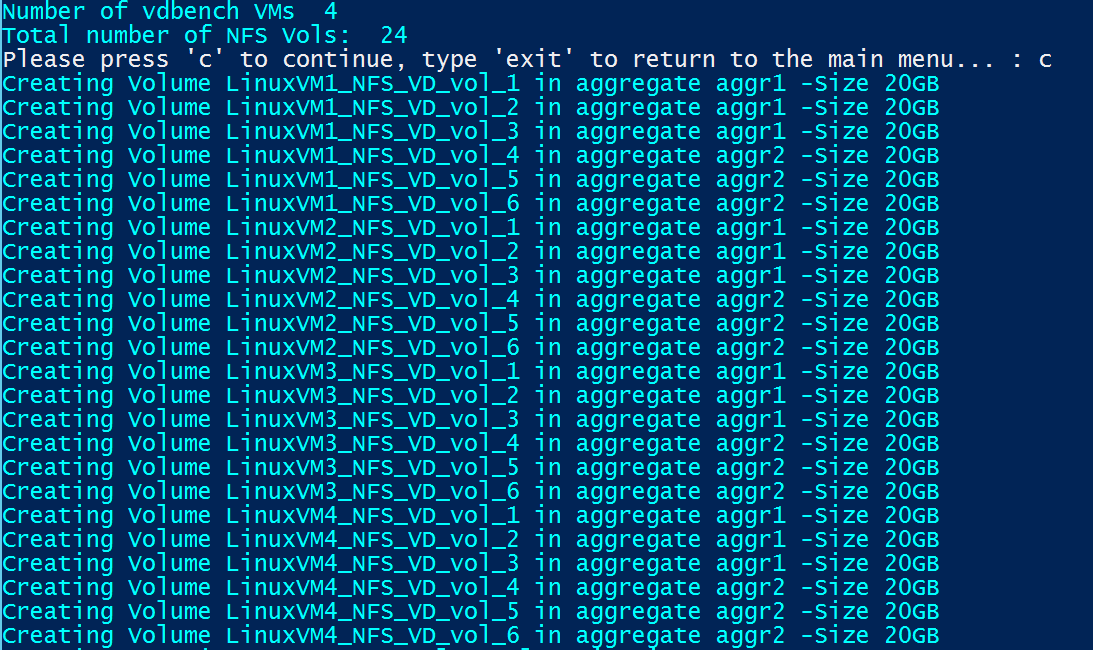 Number of vdbench VMs  4
Total number of NFS Vols:  24
Please press 'c' to continue, type 'exit' to return to the main menu... : c
Creating Volume LinuxVM1_NFS_VD_vol_1 in aggregate aggr1 -Size 20GB
Creating Volume LinuxVM1_NFS_VD_vol_2 in aggregate aggr1 -Size 20GB
Creating Volume LinuxVM1_NFS_VD_vol_3 in aggregate aggr1 -Size 20GB
Creating Volume LinuxVM1_NFS_VD_vol_4 in aggregate aggr2 -Size 20GB
Creating Volume LinuxVM1_NFS_VD_vol_5 in aggregate aggr2 -Size 20GB
Creating Volume LinuxVM1_NFS_VD_vol_6 in aggregate aggr2 -Size 20GB
Creating Volume LinuxVM2_NFS_VD_vol_1 in aggregate aggr1 -Size 20GB
Creating Volume LinuxVM2_NFS_VD_vol_2 in aggregate aggr1 -Size 20GB
Creating Volume LinuxVM2_NFS_VD_vol_3 in aggregate aggr1 -Size 20GB
Creating Volume LinuxVM2_NFS_VD_vol_4 in aggregate aggr2 -Size 20GB
Creating Volume LinuxVM2_NFS_VD_vol_5 in aggregate aggr2 -Size 20GB
Creating Volume LinuxVM2_NFS_VD_vol_6 in aggregate aggr2 -Size 20GB
Creating Volume LinuxVM3_NFS_VD_vol_1 in aggregate aggr1 -Size 20GB
Creating Volume LinuxVM3_NFS_VD_vol_2 in aggregate aggr1 -Size 20GB
Creating Volume LinuxVM3_NFS_VD_vol_3 in aggregate aggr1 -Size 20GB
Creating Volume LinuxVM3_NFS_VD_vol_4 in aggregate aggr2 -Size 20GB
Creating Volume LinuxVM3_NFS_VD_vol_5 in aggregate aggr2 -Size 20GB
Creating Volume LinuxVM3_NFS_VD_vol_6 in aggregate aggr2 -Size 20GB
Creating Volume LinuxVM4_NFS_VD_vol_1 in aggregate aggr1 -Size 20GB
Creating Volume LinuxVM4_NFS_VD_vol_2 in aggregate aggr1 -Size 20GB
Creating Volume LinuxVM4_NFS_VD_vol_3 in aggregate aggr1 -Size 20GB
Creating Volume LinuxVM4_NFS_VD_vol_4 in aggregate aggr2 -Size 20GB
Creating Volume LinuxVM4_NFS_VD_vol_5 in aggregate aggr2 -Size 20GB
Creating Volume LinuxVM4_NFS_VD_vol_6 in aggregate aggr2 -Size 20GB